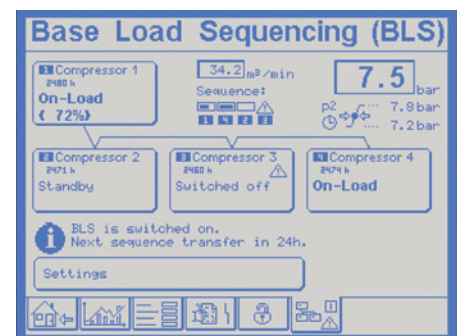 Base Load Sequencing (BLS)
1 Compressor 1
2480 h
On-Load
( 72%)
34.2 m³/min
Sequence:
1 4 2 3
7.5 bar
p2 7.8 bar
7.2 bar
2 Compressor 2
2471 h
Standby
3 Compressor 3
2460 h
Switched off
4 Compressor 4
2474 h
On-Load
BLS is switched on.
Next sequence transfer in 24h.
Settings